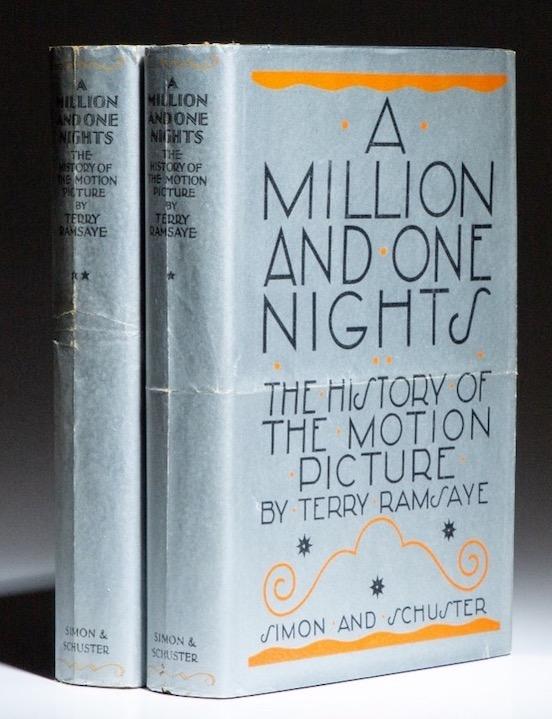 A
MILLION
AND ONE
NIGHTS
THE
HISTORY OF
THE MOTION
PICTURE
BY
TERRY
RAMSAYE
★★
SIMON &
SCHUSTER
A
MILLION
AND ONE
NIGHTS
THE
HISTORY OF
THE MOTION
PICTURE
BY
TERRY
RAMSAYE
★
SIMON &
SCHUSTER
A
MILLION
AND·ONE
NIGHTS
THE·HISTORY·OF
THE·MOTION
·PICTURE·
BY·TERRY·RAMSAYE
SIMON·AND·SCHUSTER